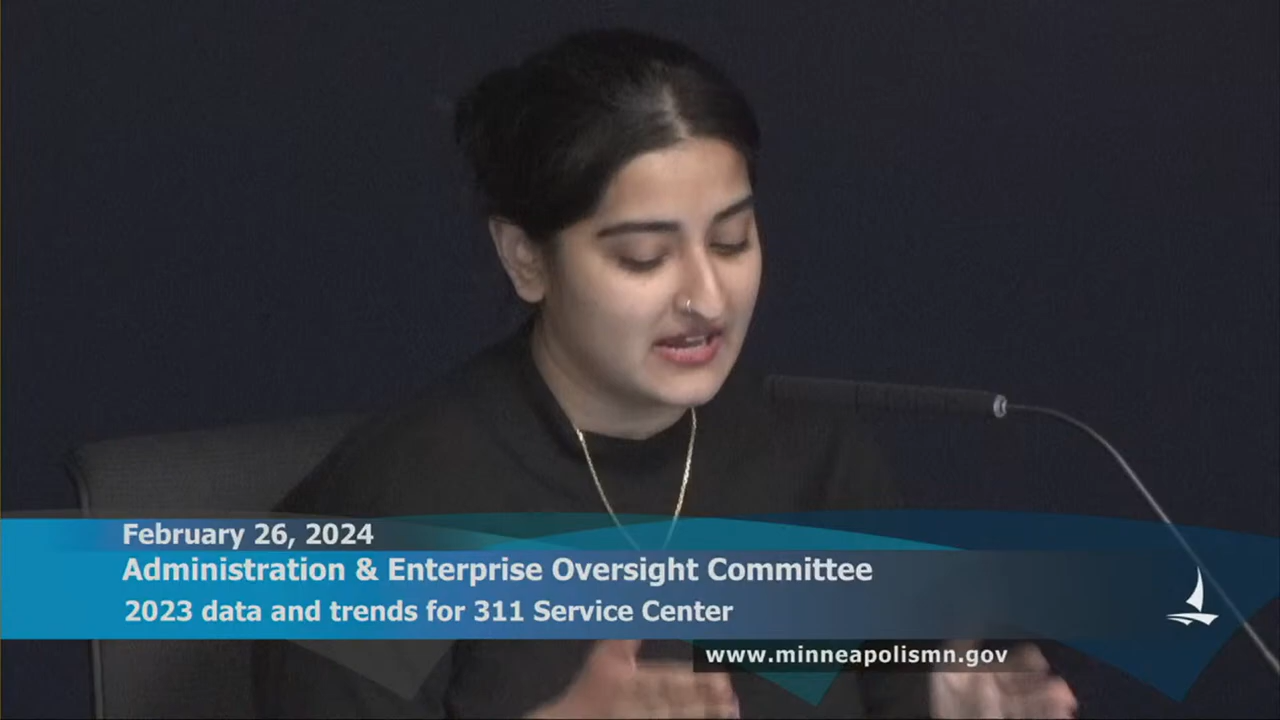 February 26, 2024
Administration & Enterprise Oversight Committee
2023 data and trends for 311 Service Center
www.minneapolismn.gov